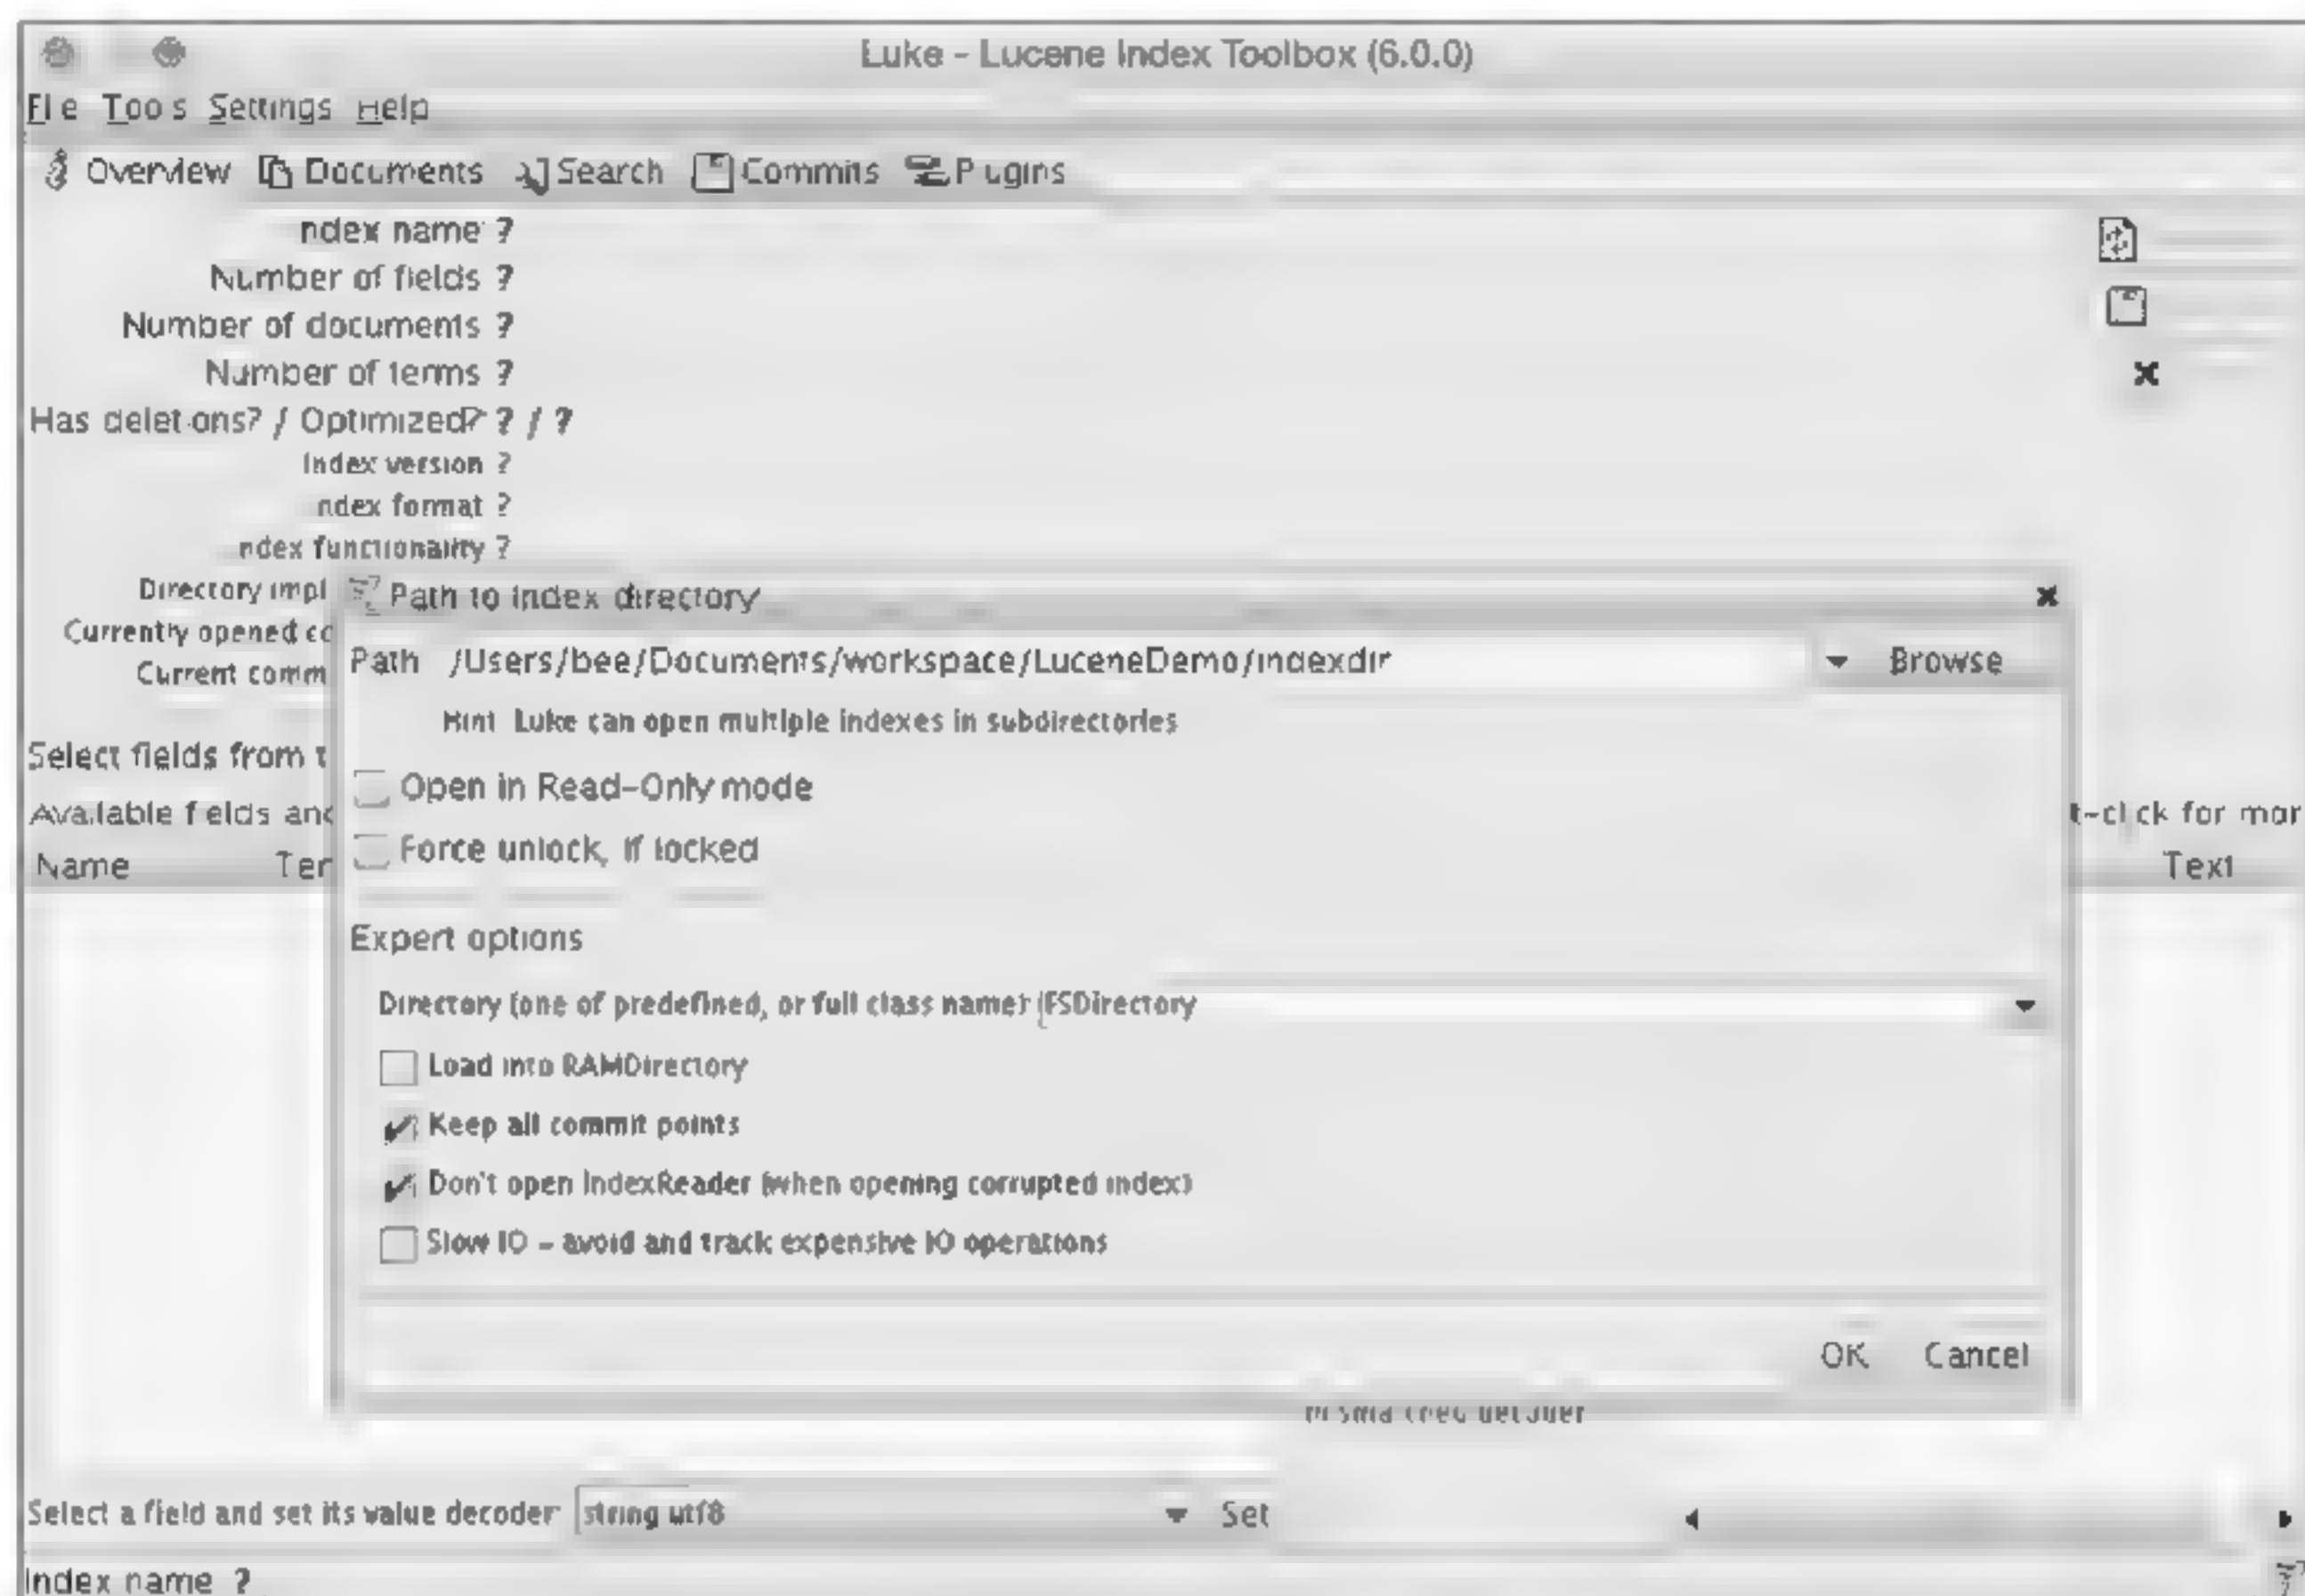 Luke - Lucene Index Toolbox (6.0.0)
File Tools Settings Help
Overview Documents Search Commits Plugins
Index name: ?
Number of fields ?
Number of documents ?
Number of terms ?
Has deletions? / Optimized? ? / ?
Index version ?
Index format ?
Index functionality ?
Directory impl
Currently opened co
Current comm
Select fields from t
Available fields and
t-click for mor
Name Ter
Text
Path to index directory
Path /Users/bee/Documents/workspace/LuceneDemo/indexdir Browse
Hint Luke can open multiple indexes in subdirectories
Open in Read-Only mode
Force unlock, if locked
Expert options
Directory (one of predefined, or full class name) FSDirectory
Load into RAMDirectory
Keep all commit points
Don't open IndexReader (when opening corrupted index)
Slow IO - avoid and track expensive IO operations
OK Cancel
decoder
Select a field and set its value decoder: string utf8 Set
Index name ?